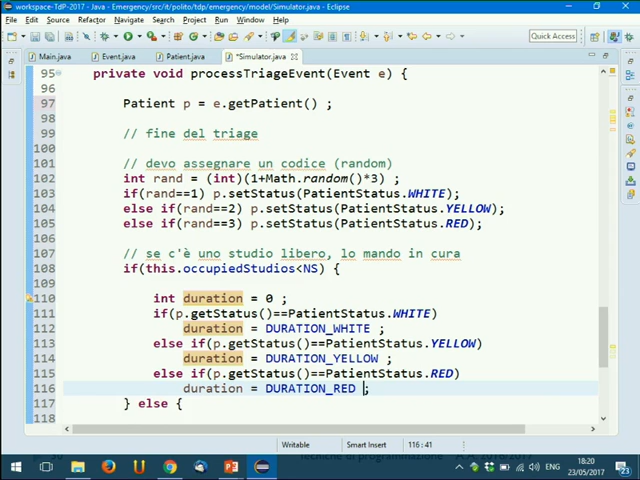 workspace-TdP-2017 - Emergency/src/it/polito/tdp/emergency/model/Simulator.java - Eclipse
File Edit Source Refactor Navigate Search Project Run Window Help
Quick Access
Main.java Event.java Patient.java *Simulator.java
95 private void processTriageEvent(Event e) {
96
97 Patient p = e.getPatient() ;
98
99 // fine del triage
100
101 // devo assegnare un codice (random)
102 int rand = (int)(1+Math.random()*3) ;
103 if(rand==1) p.setStatus(PatientStatus.WHITE);
104 else if(rand==2) p.setStatus(PatientStatus.YELLOW);
105 else if(rand==3) p.setStatus(PatientStatus.RED);
106
107 // se c'è uno studio libero, lo mando in cura
108 if(this.occupiedStudios<NS) {
109
110 int duration = 0 ;
111 if(p.getStatus()==PatientStatus.WHITE)
112 duration = DURATION_WHITE ;
113 else if(p.getStatus()==PatientStatus.YELLOW)
114 duration = DURATION_YELLOW ;
115 else if(p.getStatus()==PatientStatus.RED)
116 duration = DURATION_RED ;
117 } else {
118
Writable Smart Insert 116 : 41
Tecniche di programmazione A.A. 2016/2017
ENG 18:20
23/05/2017